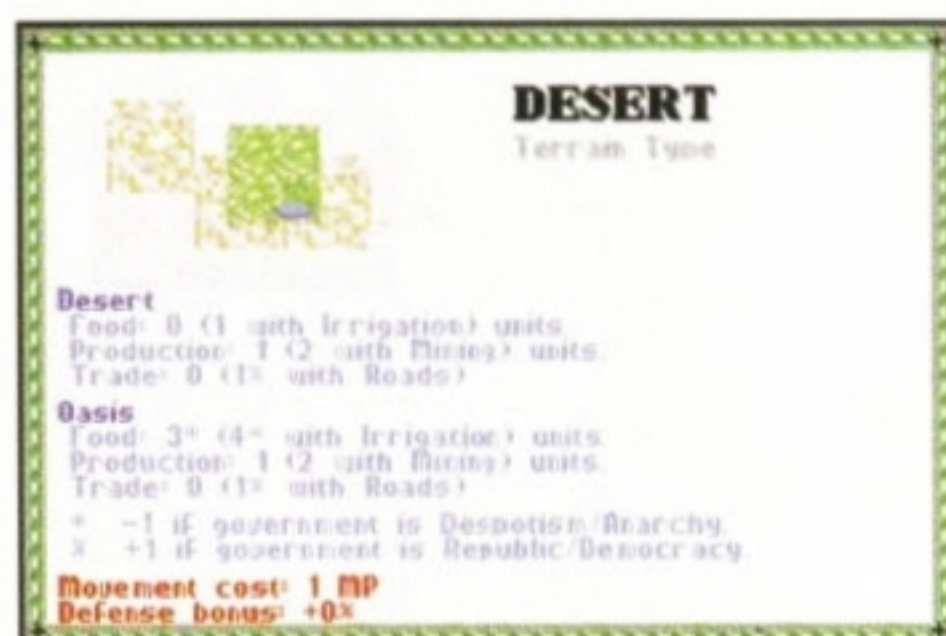 DESERT
Terrain Type
Desert
Food: 0 (1 with Irrigation) units.
Production: 1 (2 with Mining) units.
Trade: 0 (1% with Roads)
Oasis
Food: 3* (4* with Irrigation) units.
Production: 1 (2 with Mining) units.
Trade: 0 (1% with Roads)
* -1 if government is Despotism/Anarchy.
% +1 if government is Republic/Democracy.
Movement cost: 1 MP
Defense bonus: +0%